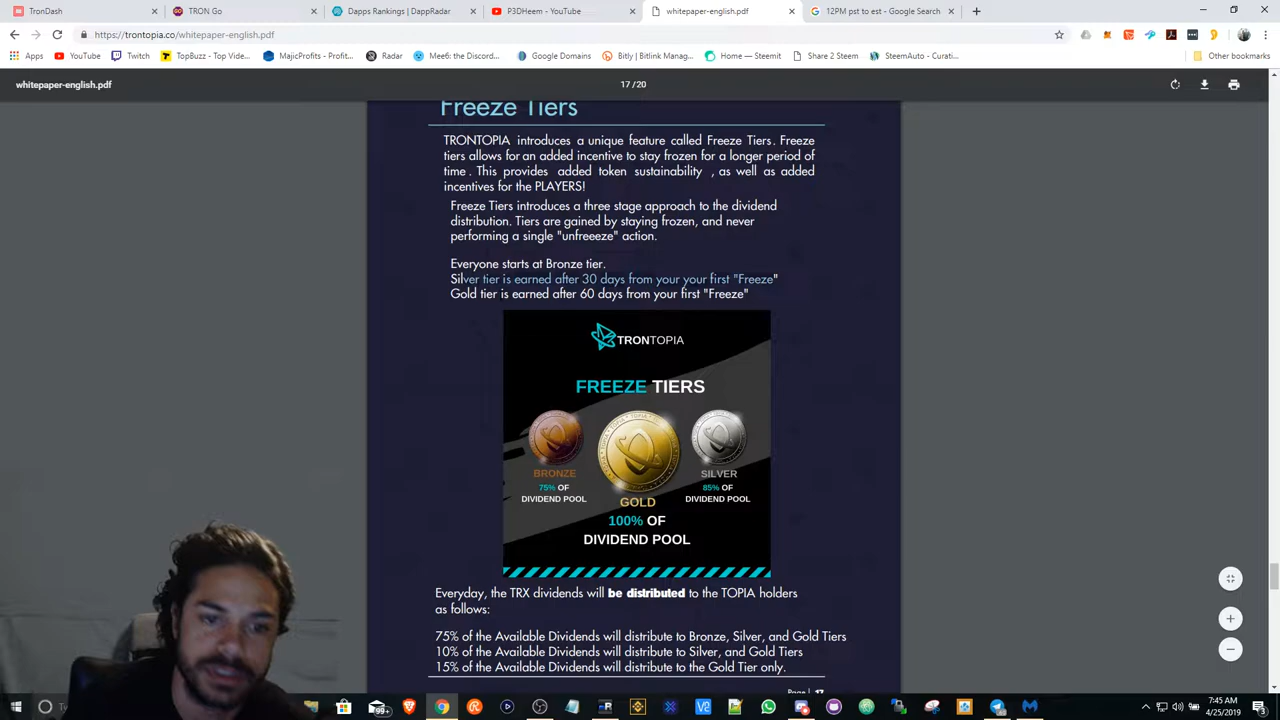 TronDash
TRON Go
Dapps Rankings | DappRadar
P3DHeem - YouTube
whitepaper-english.pdf
12PM pst to est - Google Search
https://trontopia.co/whitepaper-english.pdf
Apps
YouTube
Twitch
TopBuzz - Top Vide...
MajicProfits - Profit...
Radar
Mee6: the Discord...
Google Domains
Bitly | Bitlink Manag...
Home — Steemit
Share 2 Steem
SteemAuto - Curati...
Other bookmarks
whitepaper-english.pdf
17 / 20
Freeze Tiers
TRONTOPIA introduces a unique feature called Freeze Tiers. Freeze
tiers allows for an added incentive to stay frozen for a longer period of
time . This provides added token sustainability , as well as added
incentives for the PLAYERS!
Freeze Tiers introduces a three stage approach to the dividend
distribution. Tiers are gained by staying frozen, and never
performing a single "unfreeeze" action.
Everyone starts at Bronze tier.
Silver tier is earned after 30 days from your your first "Freeze"
Gold tier is earned after 60 days from your first "Freeze"
TRONTOPIA
FREEZE TIERS
BRONZE
75% OF
DIVIDEND POOL
GOLD
100% OF
DIVIDEND POOL
SILVER
85% OF
DIVIDEND POOL
Everyday, the TRX dividends will be distributed to the TOPIA holders
as follows:
75% of the Available Dividends will distribute to Bronze, Silver, and Gold Tiers
10% of the Available Dividends will distribute to Silver, and Gold Tiers
15% of the Available Dividends will distribute to the Gold Tier only.
Page | 17
99+
7:45 AM
4/25/2019
3